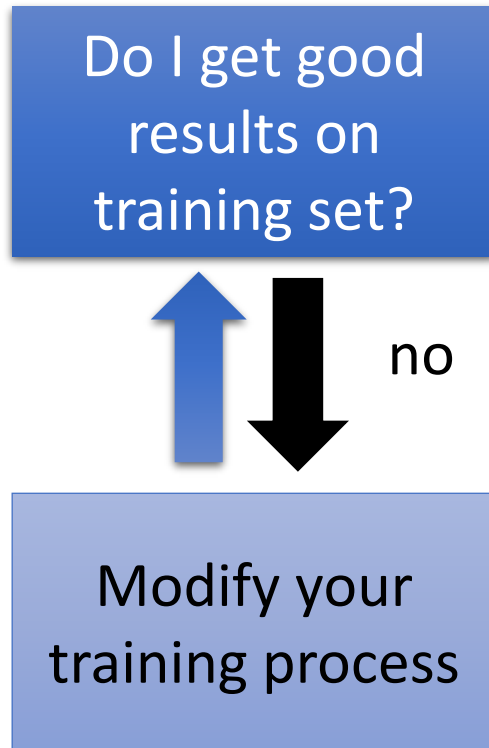 Do I get good
results on
training set?
no
Modify your
training process